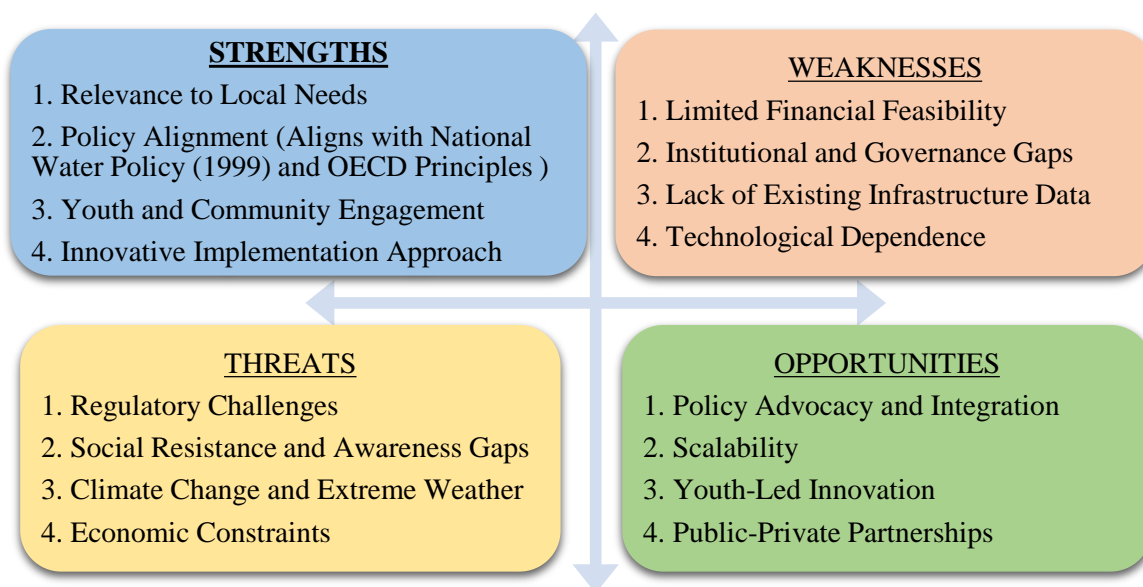 STRENGTHS
1. Relevance to Local Needs
2. Policy Alignment (Aligns with National
Water Policy (1999) and OECD Principles )
3. Youth and Community Engagement
4. Innovative Implementation Approach
WEAKNESSES
1. Limited Financial Feasibility
2. Institutional and Governance Gaps
3. Lack of Existing Infrastructure Data
4. Technological Dependence
THREATS
1. Regulatory Challenges
2. Social Resistance and Awareness Gaps
3. Climate Change and Extreme Weather
4. Economic Constraints
OPPORTUNITIES
1. Policy Advocacy and Integration
2. Scalability
3. Youth-Led Innovation
4. Public-Private Partnerships